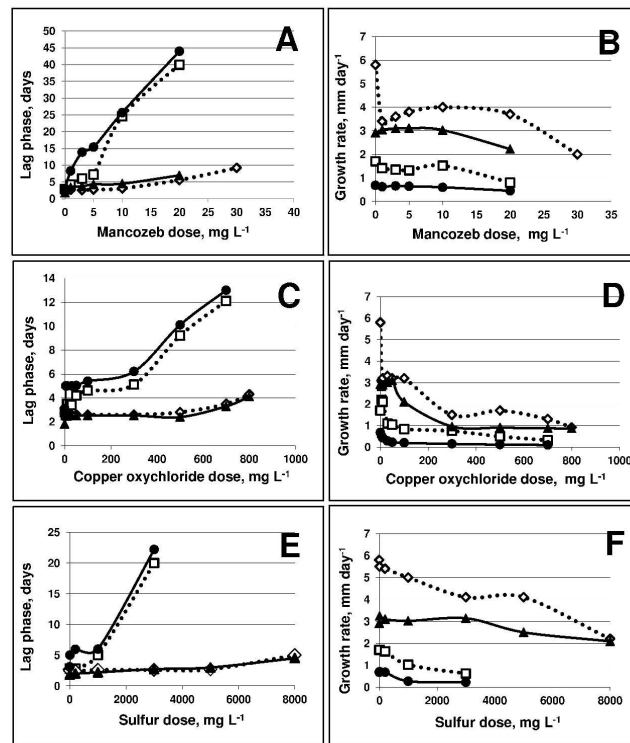 A
Lag phase, days
50
45
40
35
30
25
20
15
10
5
0
0 5 10 15 20 25 30 35 40
Mancozeb dose, mg L-1
B
Growth rate, mm day-1
7
6
5
4
3
2
1
0
0 5 10 15 20 25 30 35
Mancozeb dose, mg L-1
C
Lag phase, days
14
12
10
8
6
4
2
0
0 200 400 600 800 1000
Copper oxychloride dose, mg L-1
D
Growth rate, mm day-1
7
6
5
4
3
2
1
0
0 200 400 600 800 1000
Copper oxychloride dose, mg L-1
E
Lag phase, days
25
20
15
10
5
0
0 2000 4000 6000 8000
Sulfur dose, mg L-1
F
Growth rate, mm day-1
7
6
5
4
3
2
1
0
0 2000 4000 6000 8000
Sulfur dose, mg L-1